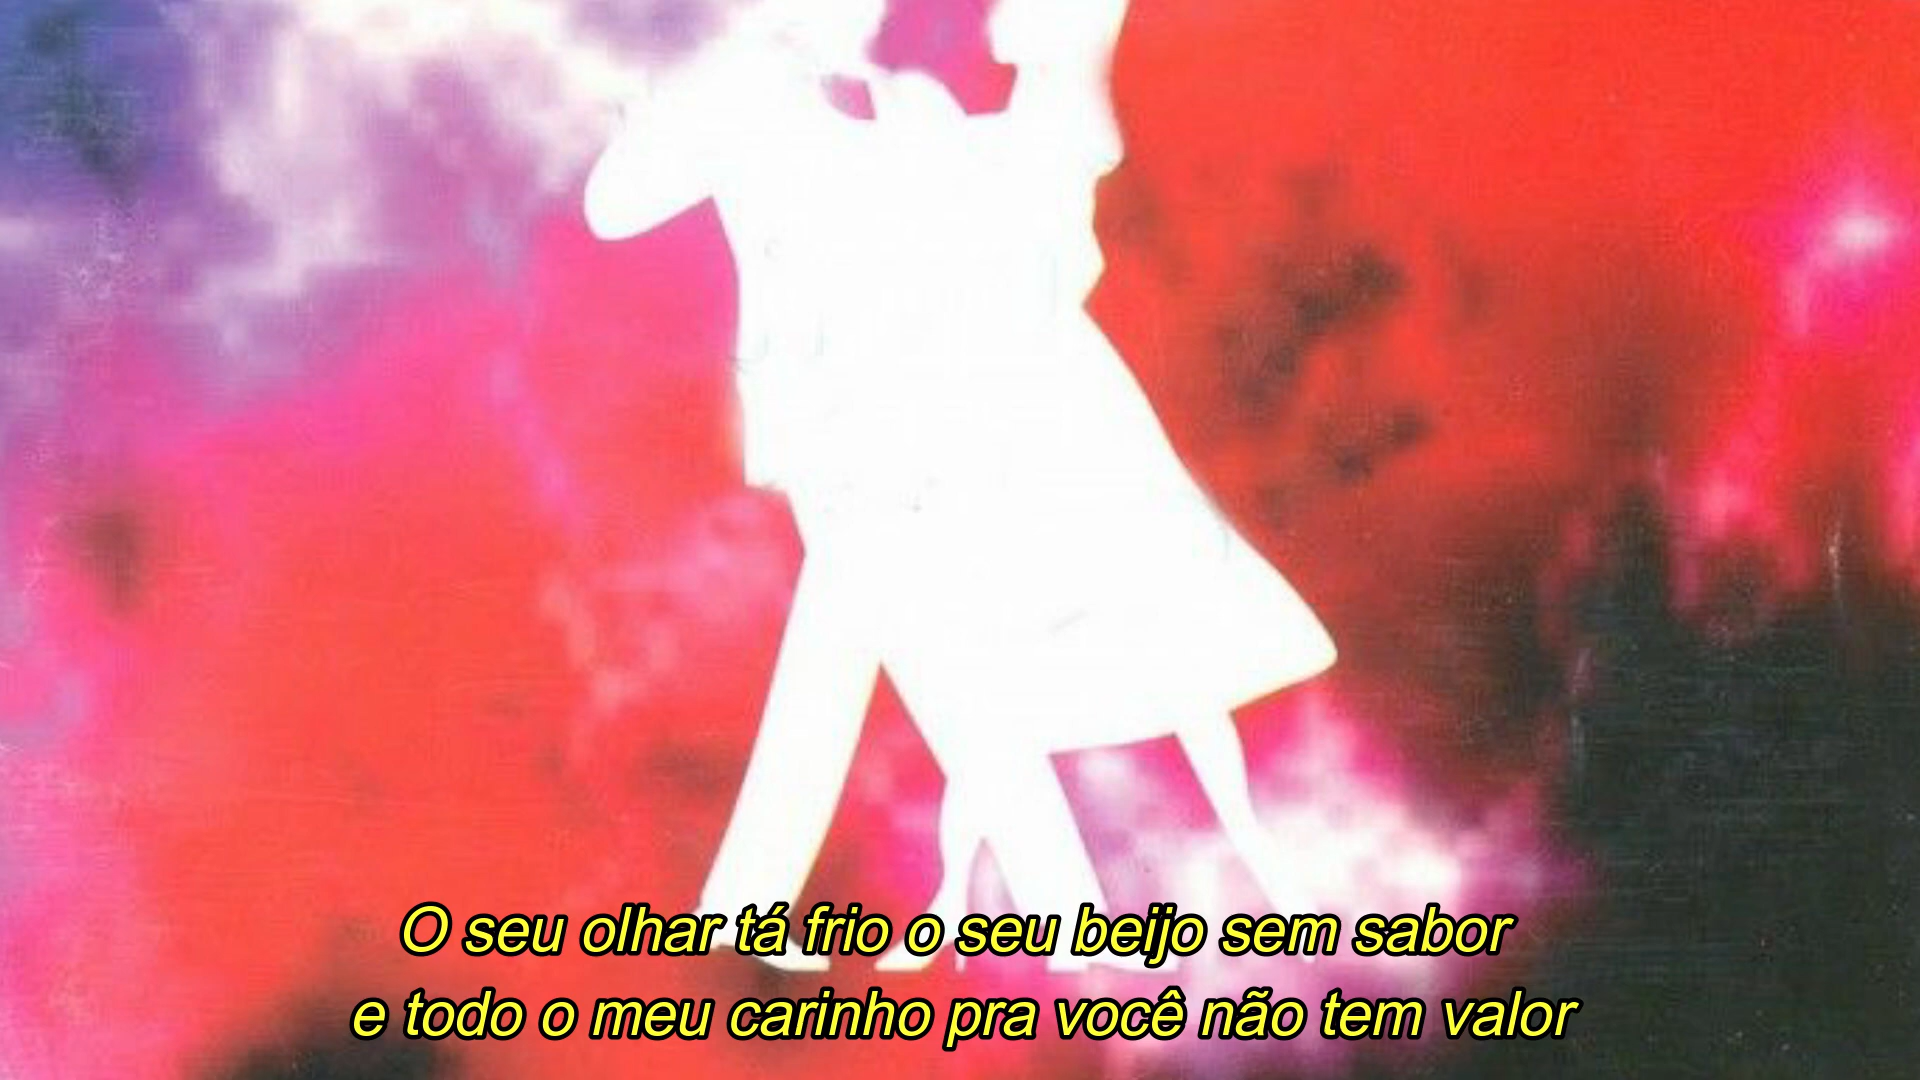 O seu olhar tá frio o seu beijo sem sabor
e todo o meu carinho pra você não tem valor